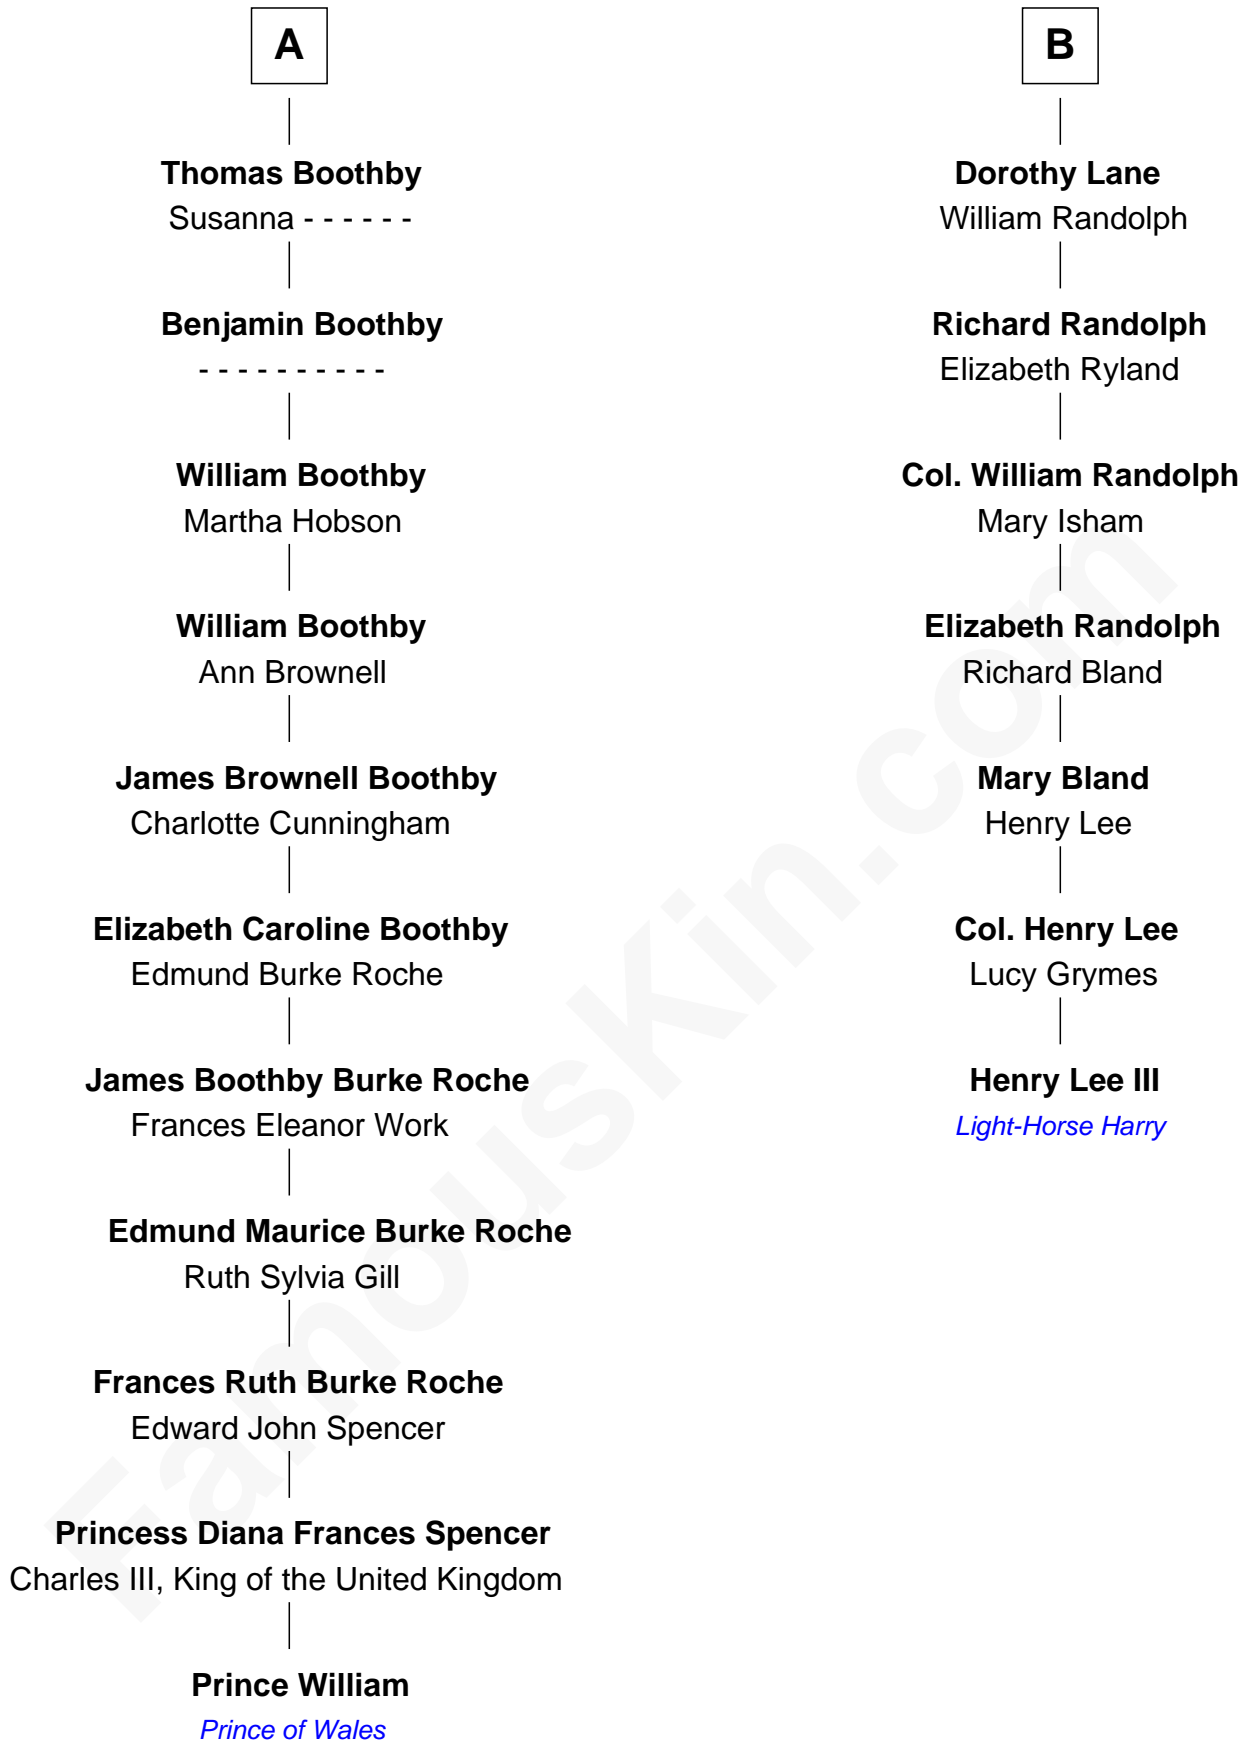 A
Thomas Boothby
Susanna - - - - - -
Benjamin Boothby
- - - - - - - - - -
William Boothby
Martha Hobson
William Boothby
Ann Brownell
James Brownell Boothby
Charlotte Cunningham
Elizabeth Caroline Boothby
Edmund Burke Roche
James Boothby Burke Roche
Frances Eleanor Work
Edmund Maurice Burke Roche
Ruth Sylvia Gill
Frances Ruth Burke Roche
Edward John Spencer
Princess Diana Frances Spencer
Charles III, King of the United Kingdom
Prince William
Prince of Wales
B
Dorothy Lane
William Randolph
Richard Randolph
Elizabeth Ryland
Col. William Randolph
Mary Isham
Elizabeth Randolph
Richard Bland
Mary Bland
Henry Lee
Col. Henry Lee
Lucy Grymes
Henry Lee III
Light-Horse Harry
FamousKin.com